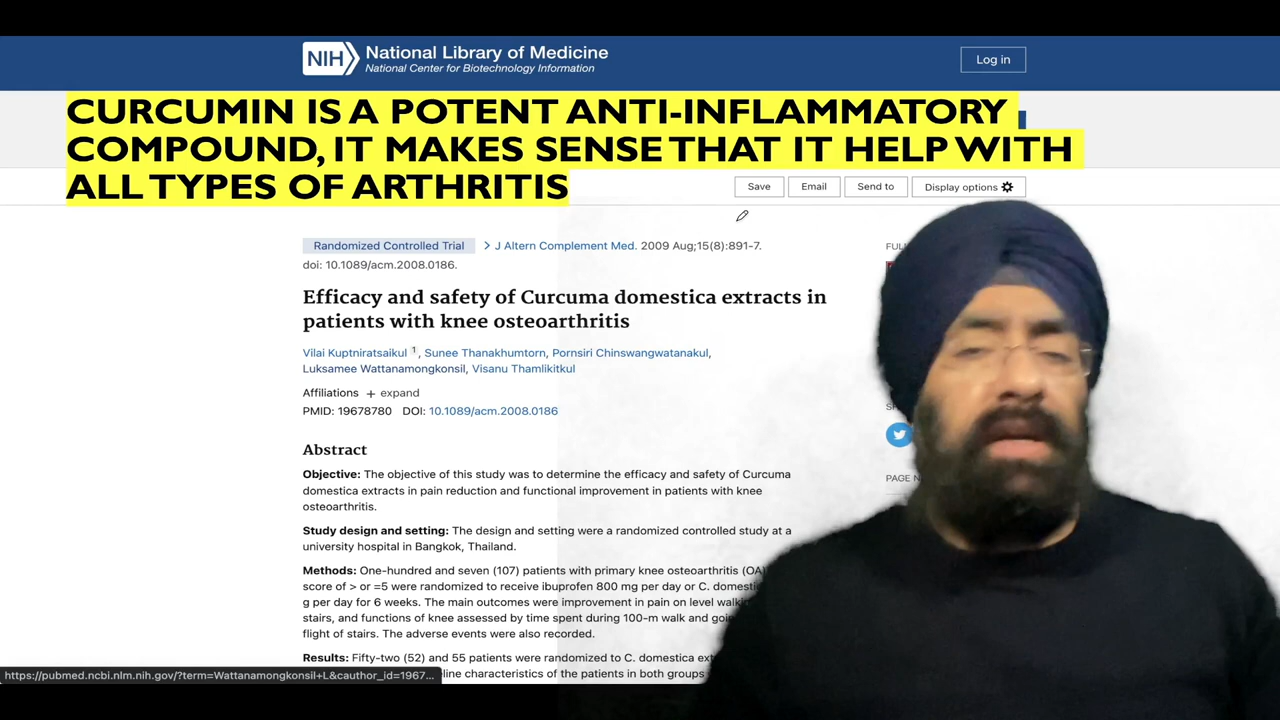 NIH
National Library of Medicine
National Center for Biotechnology Information
Log in
CURCUMIN IS A POTENT ANTI-INFLAMMATORY
COMPOUND, IT MAKES SENSE THAT IT HELP WITH
ALL TYPES OF ARTHRITIS
Save Email Send to Display options
Randomized Controlled Trial > J Altern Complement Med. 2009 Aug;15(8):891-7.
doi: 10.1089/acm.2008.0186.
Efficacy and safety of Curcuma domestica extracts in
patients with knee osteoarthritis
Vilai Kuptniratsaikul 1, Sunee Thanakhumtorn, Pornsiri Chinswangwatanakul,
Luksamee Wattanamongkonsil, Visanu Thamlikitkul
Affiliations + expand
PMID: 19678780 DOI: 10.1089/acm.2008.0186
Abstract
Objective: The objective of this study was to determine the efficacy and safety of Curcuma
domestica extracts in pain reduction and functional improvement in patients with knee
osteoarthritis.
Study design and setting: The design and setting were a randomized controlled study at a
university hospital in Bangkok, Thailand.
Methods: One-hundred and seven (107) patients with primary knee osteoarthritis (OA)
score of > or =5 were randomized to receive ibuprofen 800 mg per day or C.
g per day for 6 weeks. The main outcomes were improvement in pain on level
stairs, and functions of knee assessed by time spent during 100-m walk and
flight of stairs. The adverse events were also recorded.
Results: Fifty-two (52) and 55 patients were randomized to C. domestica
characteristics of the patients in both groups
https://pubmed.ncbi.nlm.nih.gov/?term=Wattanamongkonsil+L&cauthor_id=1967...
PAGE